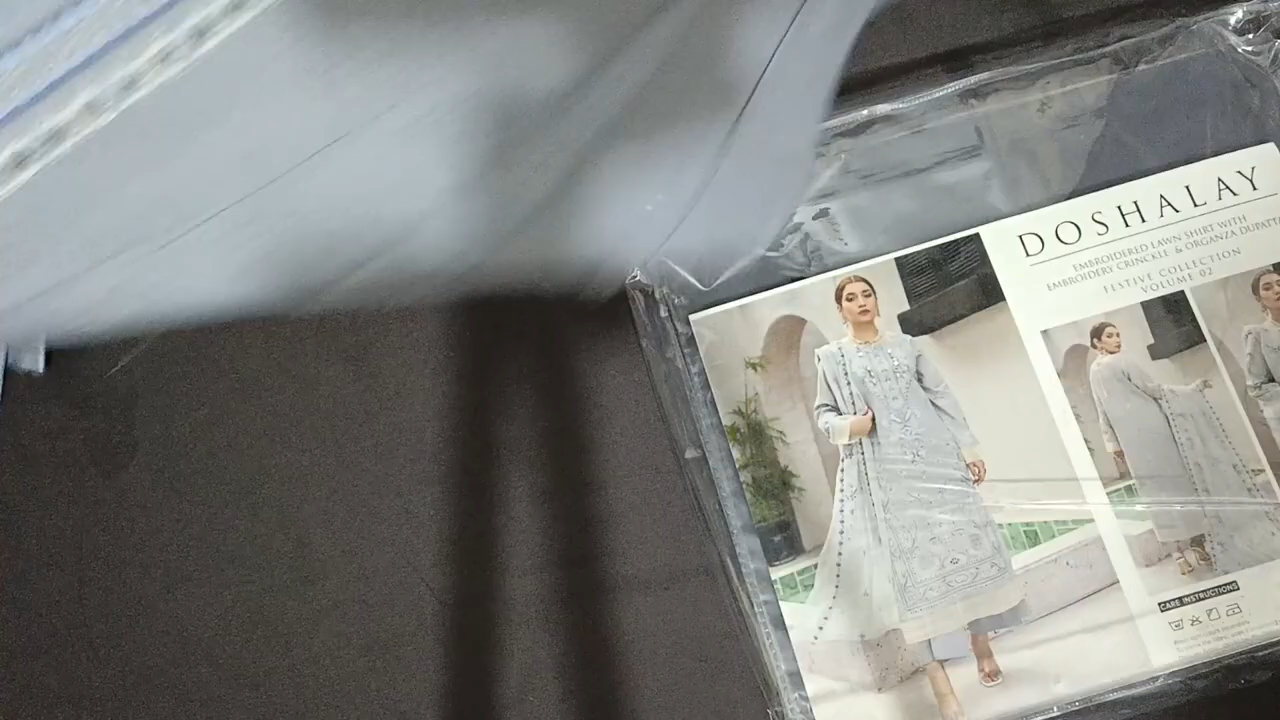 DOSHALAY
EMBROIDERED LAWN SHIRT WITH
EMBROIDERY CRINCKLE & ORGANZA DUPATTA
FESTIVE COLLECTION
VOLUME 02
CARE INSTRUCTIONS